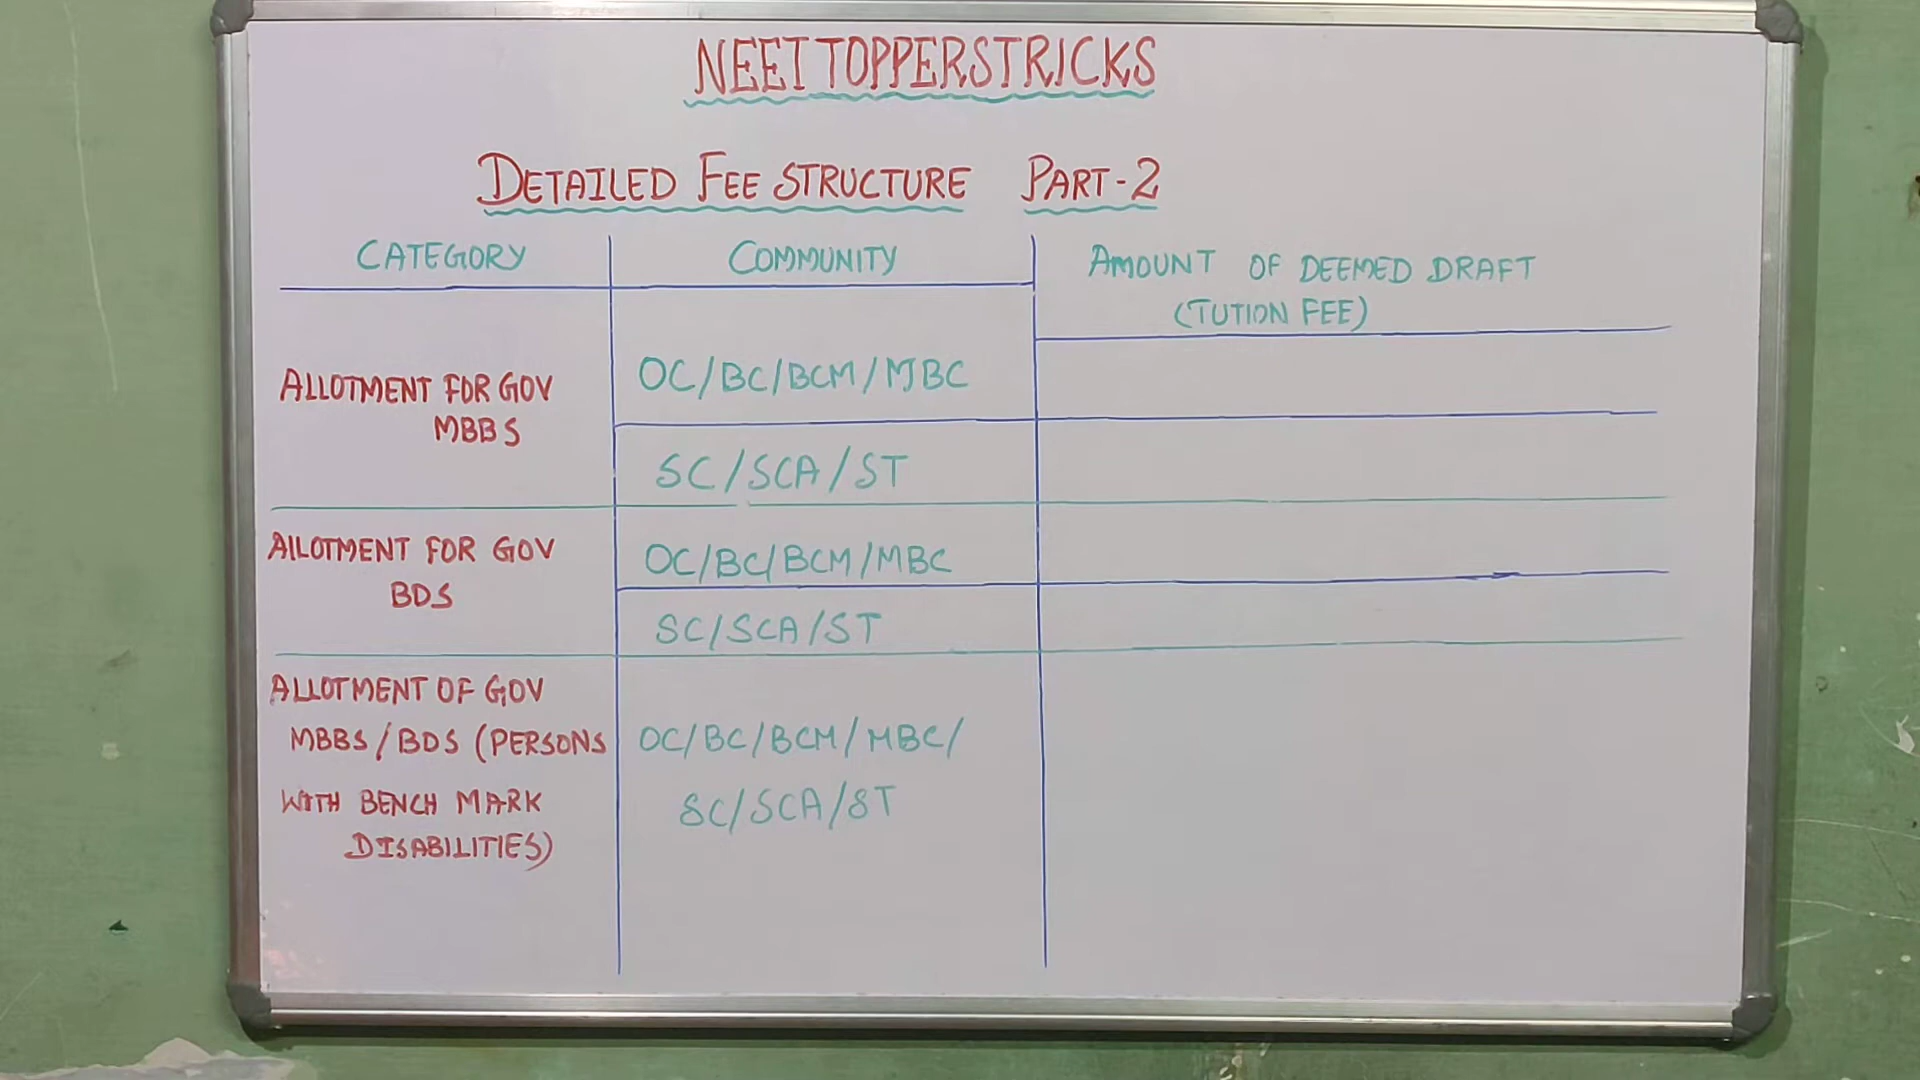 NEETTOPPERSTRICKS
DETAILED FEE STRUCTURE PART-2
CATEGORY
COMMUNITY
AMOUNT OF DEEMED DRAFT
(TUTION FEE)
ALLOTMENT FOR GOV
MBBS
OC/BC/BCM/MBC
SC/SCA/ST
AllOTMENT FOR GOV
BDS
OC/BC/BCM/MBC
SC/SCA/ST
ALLOTMENT OF GOV
MBBS/BDS (PERSONS
WITH BENCH MARK
DISABILITIES)
OC/BC/BCM/MBC/
SC/SCA/ST